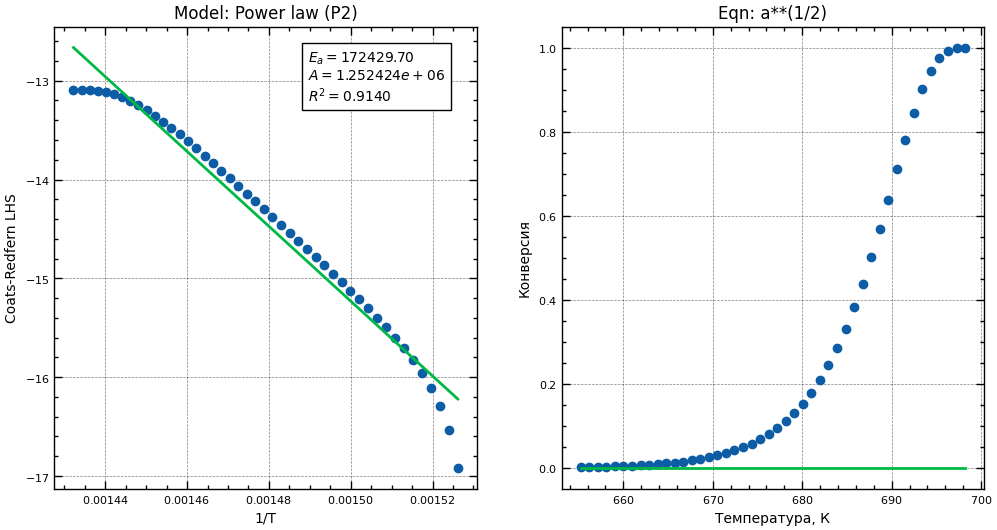 Model: Power law (P2)
Coats-Redfern LHS
−13
−14
−15
−16
−17
E_a = 172429.70
A = 1.252424e + 06
R² = 0.9140
0.00144 0.00146 0.00148 0.00150 0.00152
1/T
Eqn: a**(1/2)
Конверсия
1.0
0.8
0.6
0.4
0.2
0.0
660 670 680 690 700
Температура, К